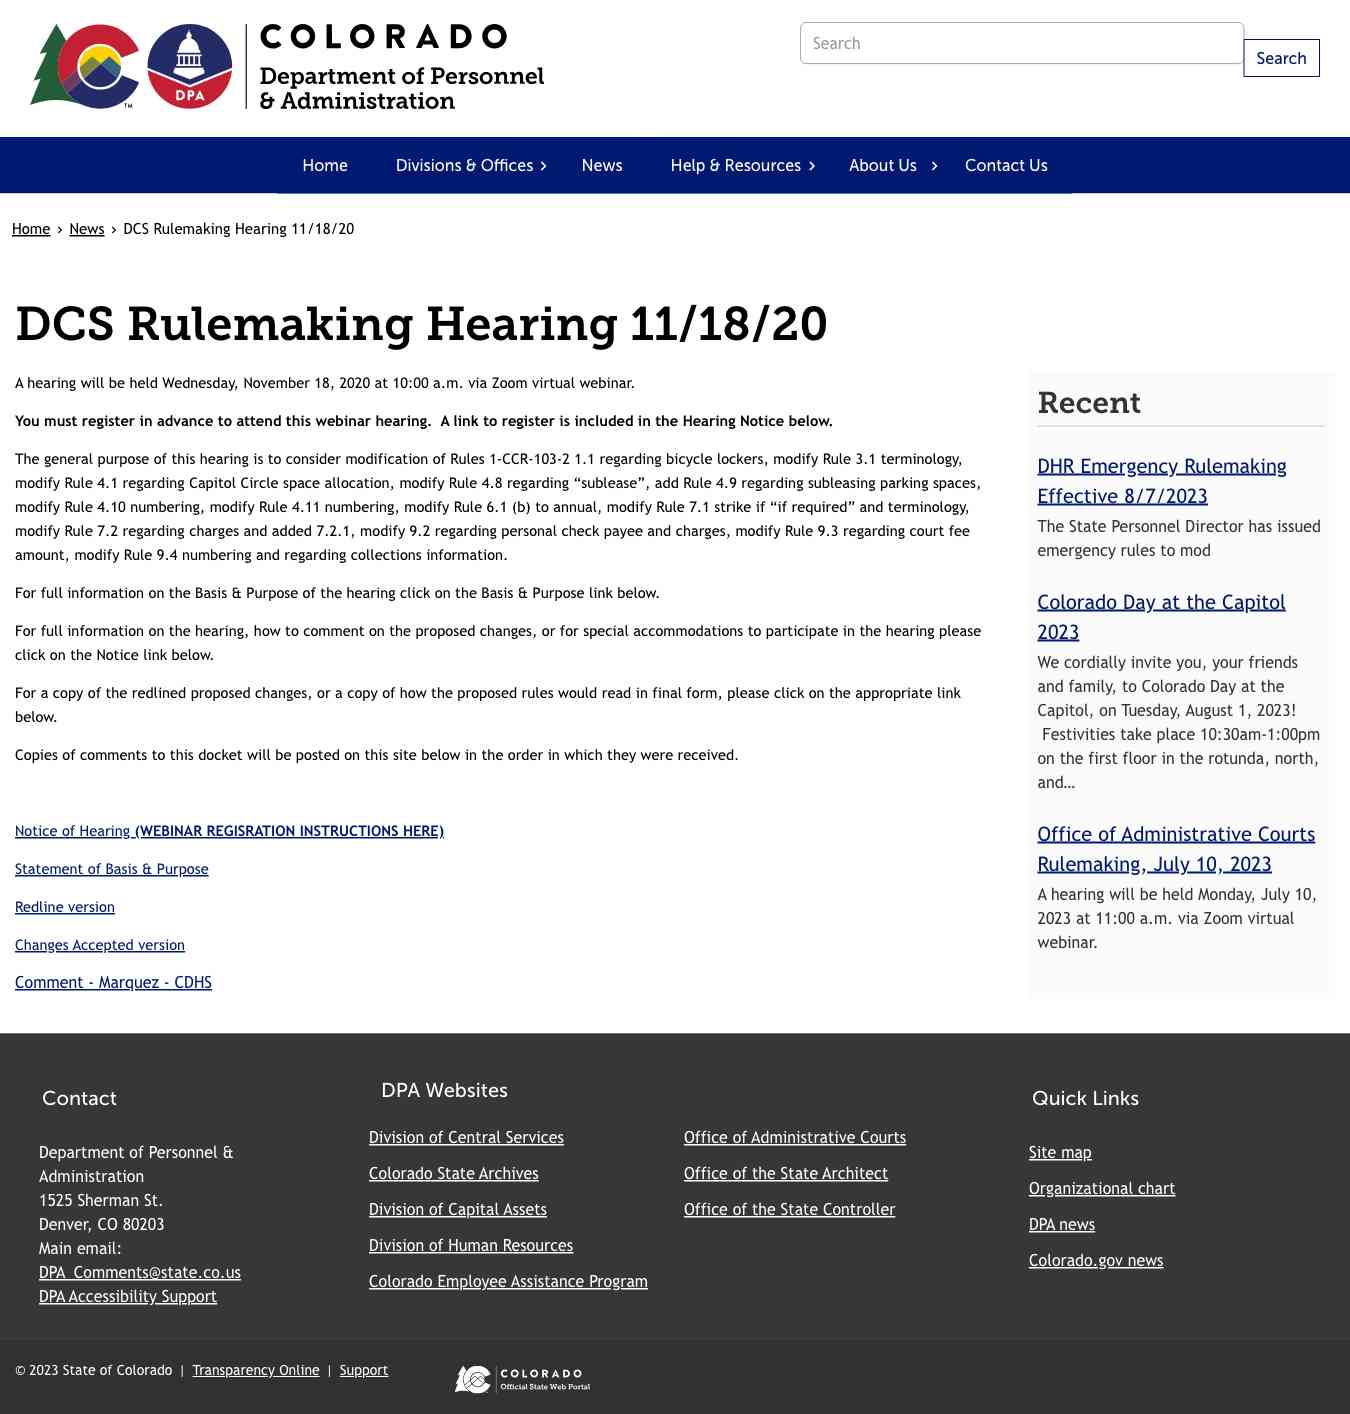 COLORADO
Department of Personnel
& Administration
DPA
TM
Search
Search
Home
Divisions & Offices
News
Help & Resources
About Us
Contact Us
Home › News › DCS Rulemaking Hearing 11/18/20
DCS Rulemaking Hearing 11/18/20
A hearing will be held Wednesday, November 18, 2020 at 10:00 a.m. via Zoom virtual webinar.
You must register in advance to attend this webinar hearing.  A link to register is included in the Hearing Notice below.
The general purpose of this hearing is to consider modification of Rules 1-CCR-103-2 1.1 regarding bicycle lockers, modify Rule 3.1 terminology,
modify Rule 4.1 regarding Capitol Circle space allocation, modify Rule 4.8 regarding “sublease”, add Rule 4.9 regarding subleasing parking spaces,
modify Rule 4.10 numbering, modify Rule 4.11 numbering, modify Rule 6.1 (b) to annual, modify Rule 7.1 strike if “if required” and terminology,
modify Rule 7.2 regarding charges and added 7.2.1, modify 9.2 regarding personal check payee and charges, modify Rule 9.3 regarding court fee
amount, modify Rule 9.4 numbering and regarding collections information.
For full information on the Basis & Purpose of the hearing click on the Basis & Purpose link below.
For full information on the hearing, how to comment on the proposed changes, or for special accommodations to participate in the hearing please
click on the Notice link below.
For a copy of the redlined proposed changes, or a copy of how the proposed rules would read in final form, please click on the appropriate link
below.
Copies of comments to this docket will be posted on this site below in the order in which they were received.
Notice of Hearing (WEBINAR REGISRATION INSTRUCTIONS HERE)
Statement of Basis & Purpose
Redline version
Changes Accepted version
Comment - Marquez - CDHS
Recent
DHR Emergency Rulemaking
Effective 8/7/2023
The State Personnel Director has issued
emergency rules to mod
Colorado Day at the Capitol
2023
We cordially invite you, your friends
and family, to Colorado Day at the
Capitol, on Tuesday, August 1, 2023!
Festivities take place 10:30am-1:00pm
on the first floor in the rotunda, north,
and…
Office of Administrative Courts
Rulemaking, July 10, 2023
A hearing will be held Monday, July 10,
2023 at 11:00 a.m. via Zoom virtual
webinar.
Contact
Department of Personnel &
Administration
1525 Sherman St.
Denver, CO 80203
Main email:
DPA_Comments@state.co.us
DPA Accessibility Support
DPA Websites
Division of Central Services
Colorado State Archives
Division of Capital Assets
Division of Human Resources
Colorado Employee Assistance Program
Office of Administrative Courts
Office of the State Architect
Office of the State Controller
Quick Links
Site map
Organizational chart
DPA news
Colorado.gov news
© 2023 State of Colorado | Transparency Online | Support
COLORADO
Official State Web Portal